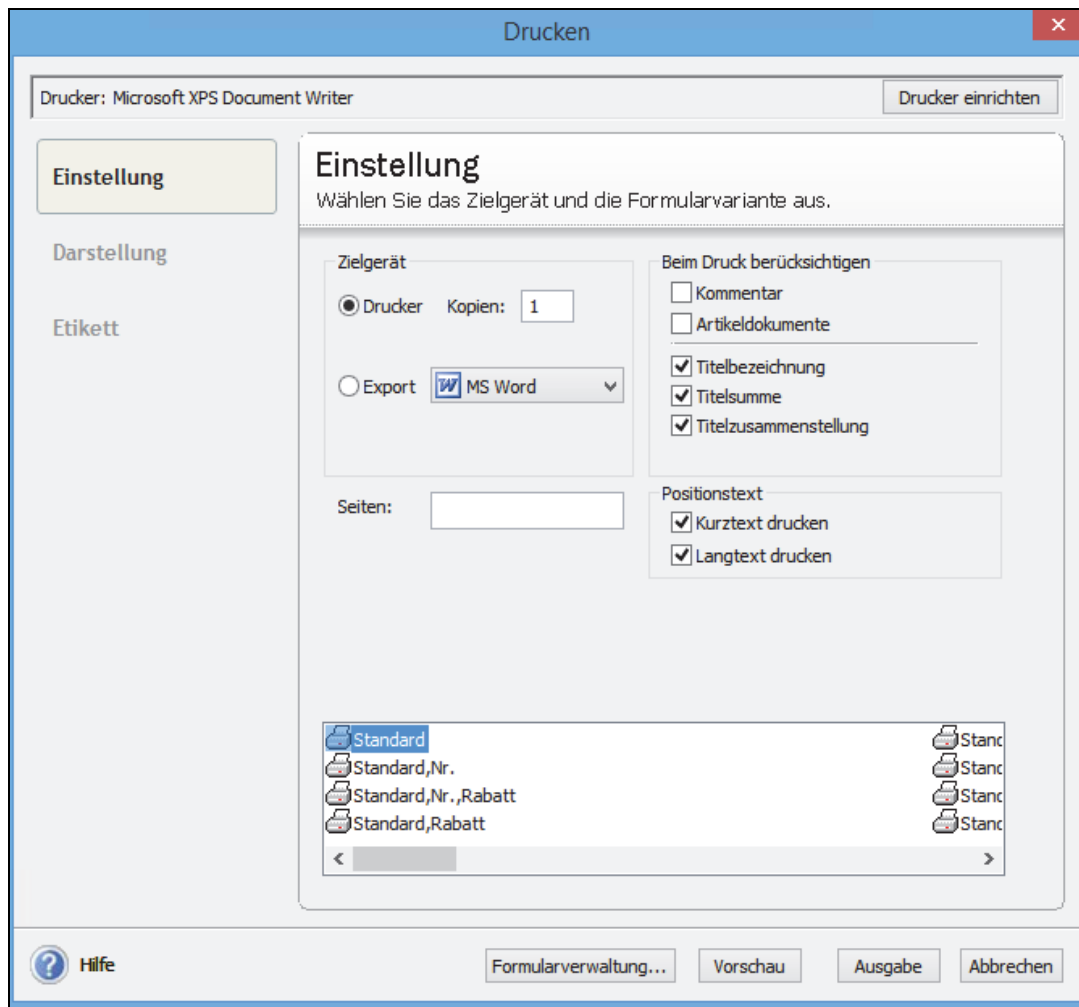 Drucken
Drucker: Microsoft XPS Document Writer
Drucker einrichten
Einstellung
Darstellung
Etikett
Einstellung
Wählen Sie das Zielgerät und die Formularvariante aus.
Zielgerät
Drucker Kopien: 1
Export MS Word
Seiten:
Beim Druck berücksichtigen
Kommentar
Artikeldokumente
Titelbezeichnung
Titelsumme
Titelzusammenstellung
Positionstext
Kurztext drucken
Langtext drucken
Standard
Standard,Nr.
Standard,Nr.,Rabatt
Standard,Rabatt
Hilfe
Formularverwaltung...
Vorschau
Ausgabe
Abbrechen